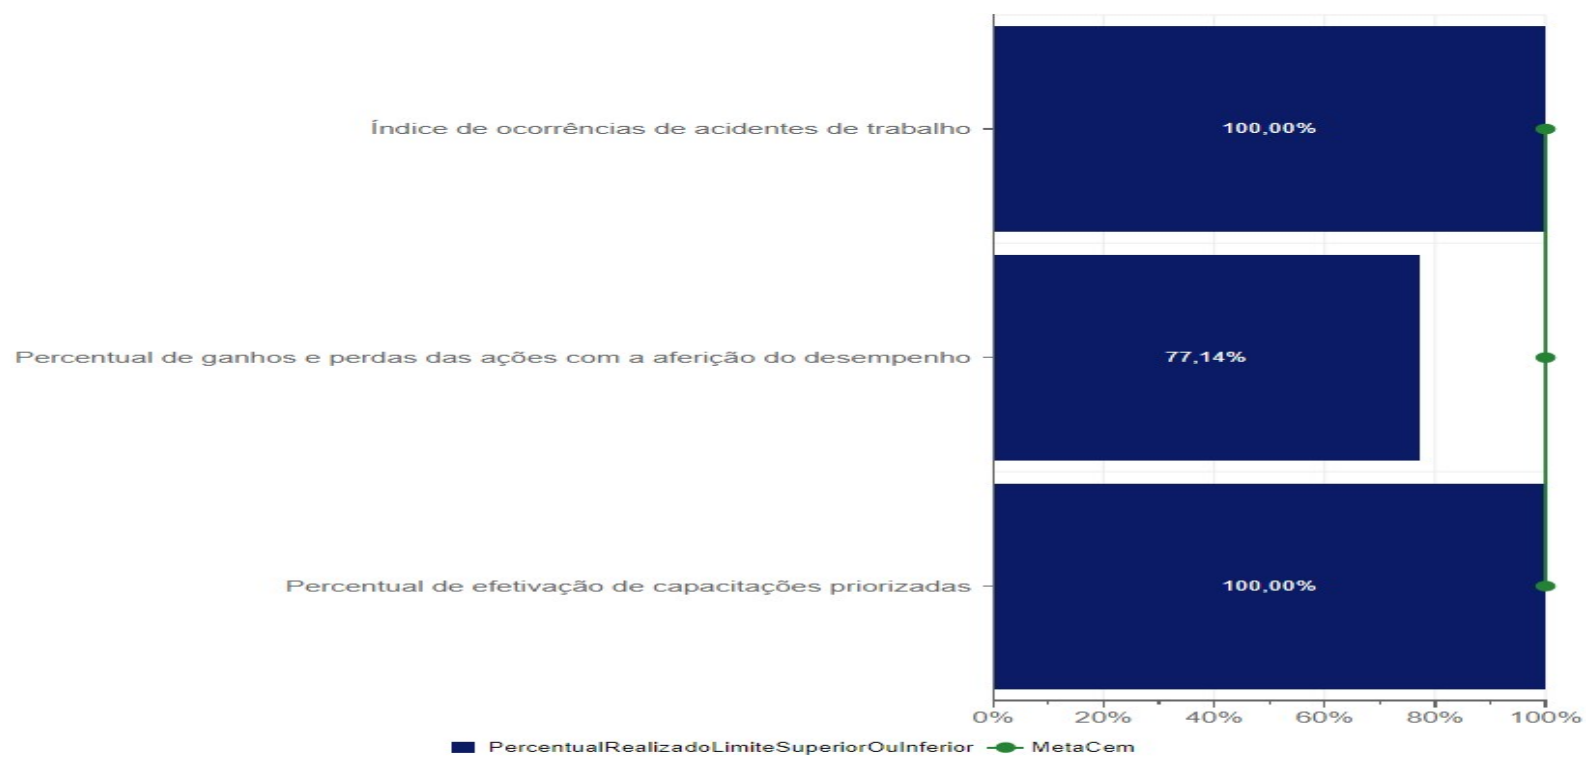 Índice de ocorrências de acidentes de trabalho
100,00%
Percentual de ganhos e perdas das ações com a aferição do desempenho
77,14%
Percentual de efetivação de capacitações priorizadas
100,00%
0% 20% 40% 60% 80% 100%
PercentualRealizadoLimiteSuperiorOuInferior MetaCem